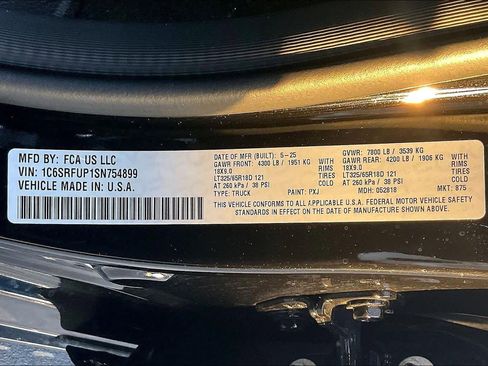 MFD BY: FCA US LLC
VIN: 1C6SRFUP1SN754899
VEHICLE MADE IN U.S.A.
DATE OF MFR (BUILT): 5-25 GVWR: 7800 LB / 3539 KG
GAWR FRONT: 4300 LB / 1951 KG GAWR REAR: 4200 LB / 1906 KG
18X9.0 RIMS 18X9.0 RIMS
LT325/65R18D 121 TIRES LT325/65R18D 121 TIRES
AT 260 kPa / 38 PSI COLD AT 260 kPa / 38 PSI COLD
TYPE: TRUCK PAINT: PXJ MDH: 052818 MKT: 875
THIS VEHICLE CONFORMS TO ALL APPLICABLE U.S.A. FEDERAL MOTOR VEHICLE SAFETY
STANDARDS IN EFFECT ON THE DATE OF MANUFACTURE SHOWN ABOVE.